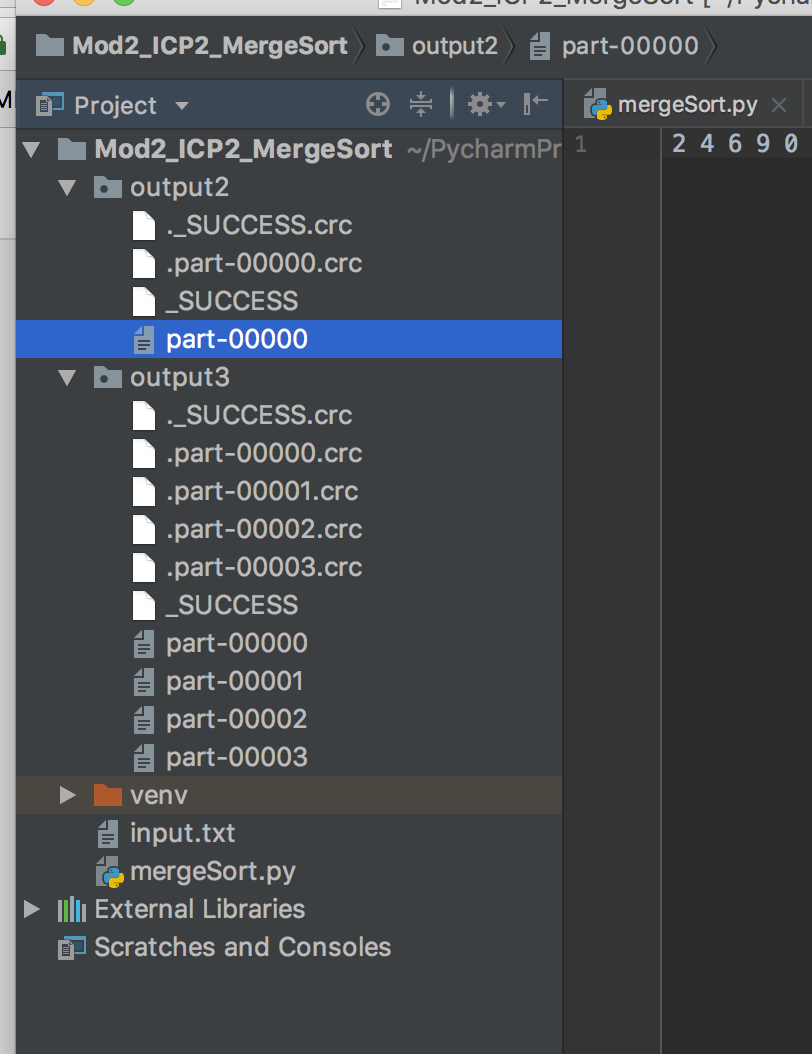 Mod2_ICP2_MergeSort output2 part-00000
Project
mergeSort.py
Mod2_ICP2_MergeSort ~/PycharmPr
1 2 4 6 9 0
output2
._SUCCESS.crc
.part-00000.crc
_SUCCESS
part-00000
output3
._SUCCESS.crc
.part-00000.crc
.part-00001.crc
.part-00002.crc
.part-00003.crc
_SUCCESS
part-00000
part-00001
part-00002
part-00003
venv
input.txt
mergeSort.py
External Libraries
Scratches and Consoles